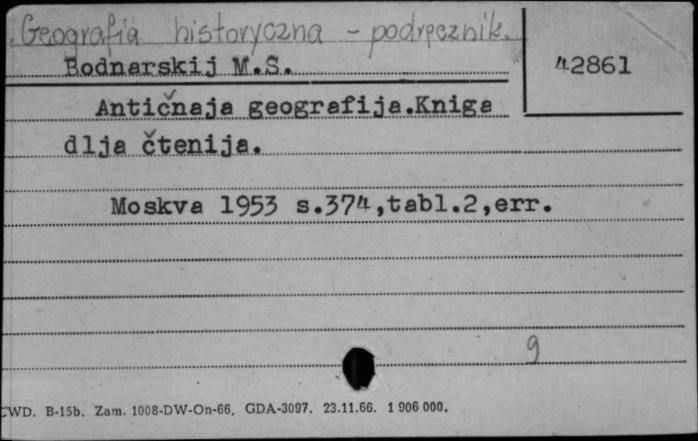 Geografia historyczna - podręcznik.
Bodnarskij M.S.
42861
Antičnaja geografija.Kniga
dlja čtenija.
Moskva 1953 s.374,tabl.2,err.
9
CWD. B-15b. Zam. 1008-DW-On-66. GDA-3097. 23.11.66. 1 906 000.